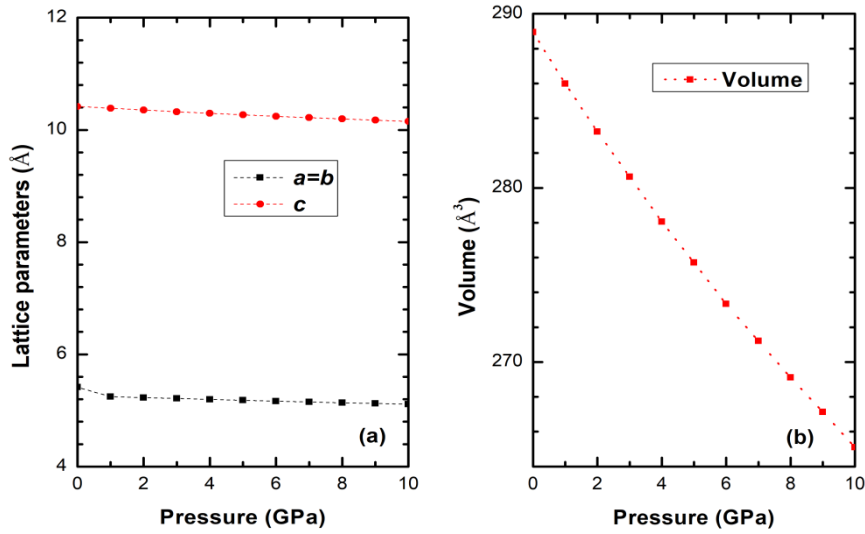 12
10
8
6
4
0
2
4
6
8
10
Lattice parameters (Å)
Pressure (GPa)
a=b
c
(a)
290
280
270
0
2
4
6
8
10
Volume (Å³)
Pressure (GPa)
Volume
(b)